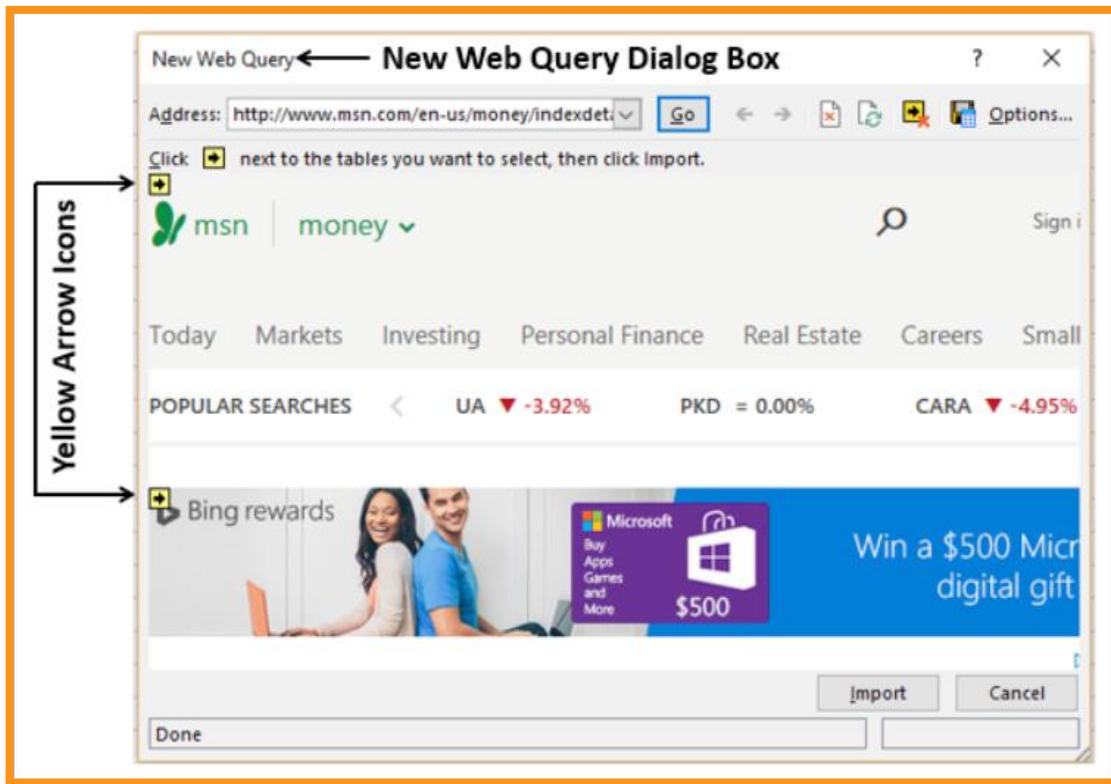 New Web Query
New Web Query Dialog Box
?
Address: http://www.msn.com/en-us/money/indexdeta Go Options...
Click next to the tables you want to select, then click Import.
Yellow Arrow Icons
msn money Sign i
Today Markets Investing Personal Finance Real Estate Careers Small
POPULAR SEARCHES UA ▼ -3.92% PKD = 0.00% CARA ▼ -4.95%
Bing rewards
Microsoft
Buy
Apps
Games
and
More
$500
Win a $500 Micr
digital gift
Import Cancel
Done